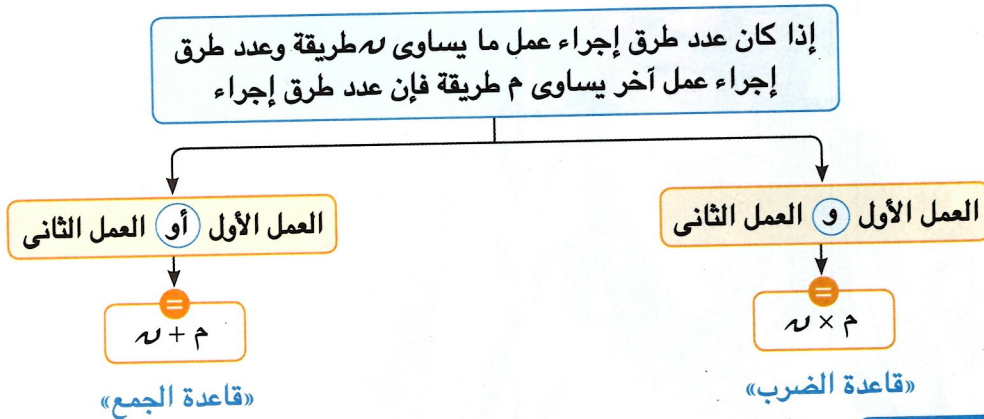 إذا كان عدد طرق إجراء عمل ما يساوى ﻥ طريقة وعدد طرق
إجراء عمل آخر يساوى م طريقة فإن عدد طرق إجراء
العمل الأول و العمل الثانى
=
م × ﻥ
«قاعدة الضرب»
العمل الأول أو العمل الثانى
=
م + ﻥ
«قاعدة الجمع»